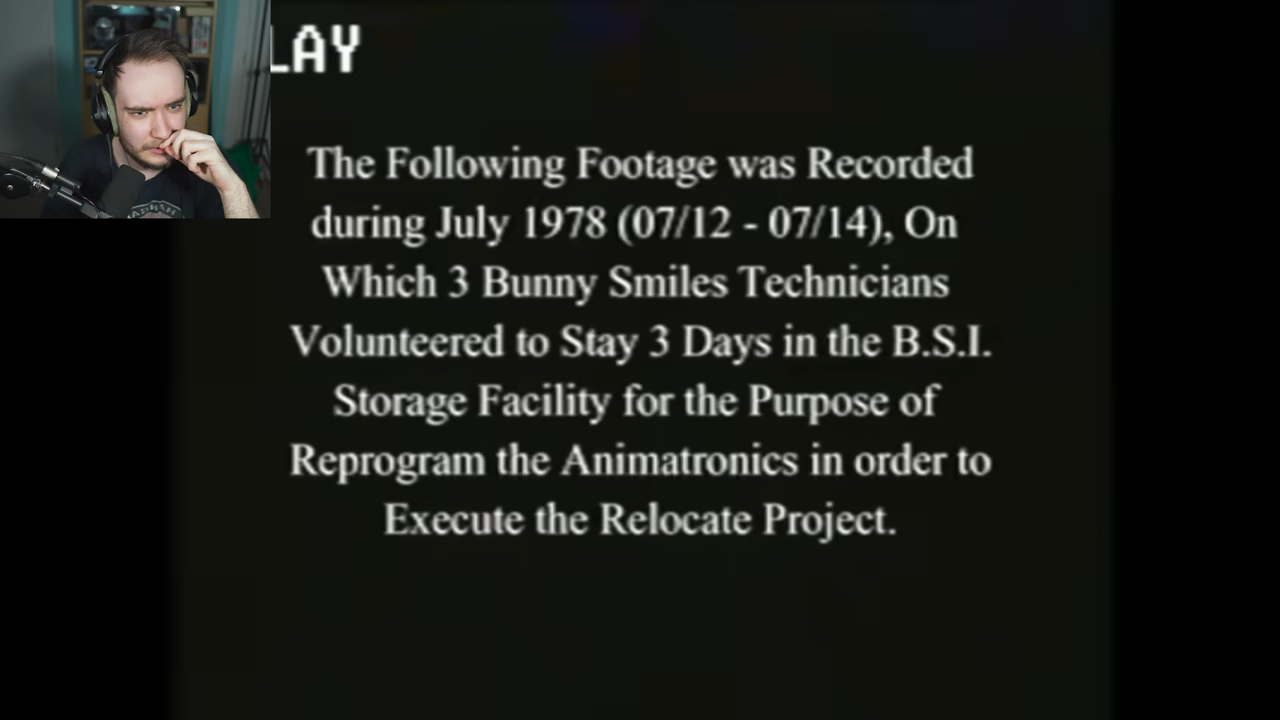 LAY
The Following Footage was Recorded
during July 1978 (07/12 - 07/14), On
Which 3 Bunny Smiles Technicians
Volunteered to Stay 3 Days in the B.S.I.
Storage Facility for the Purpose of
Reprogram the Animatronics in order to
Execute the Relocate Project.